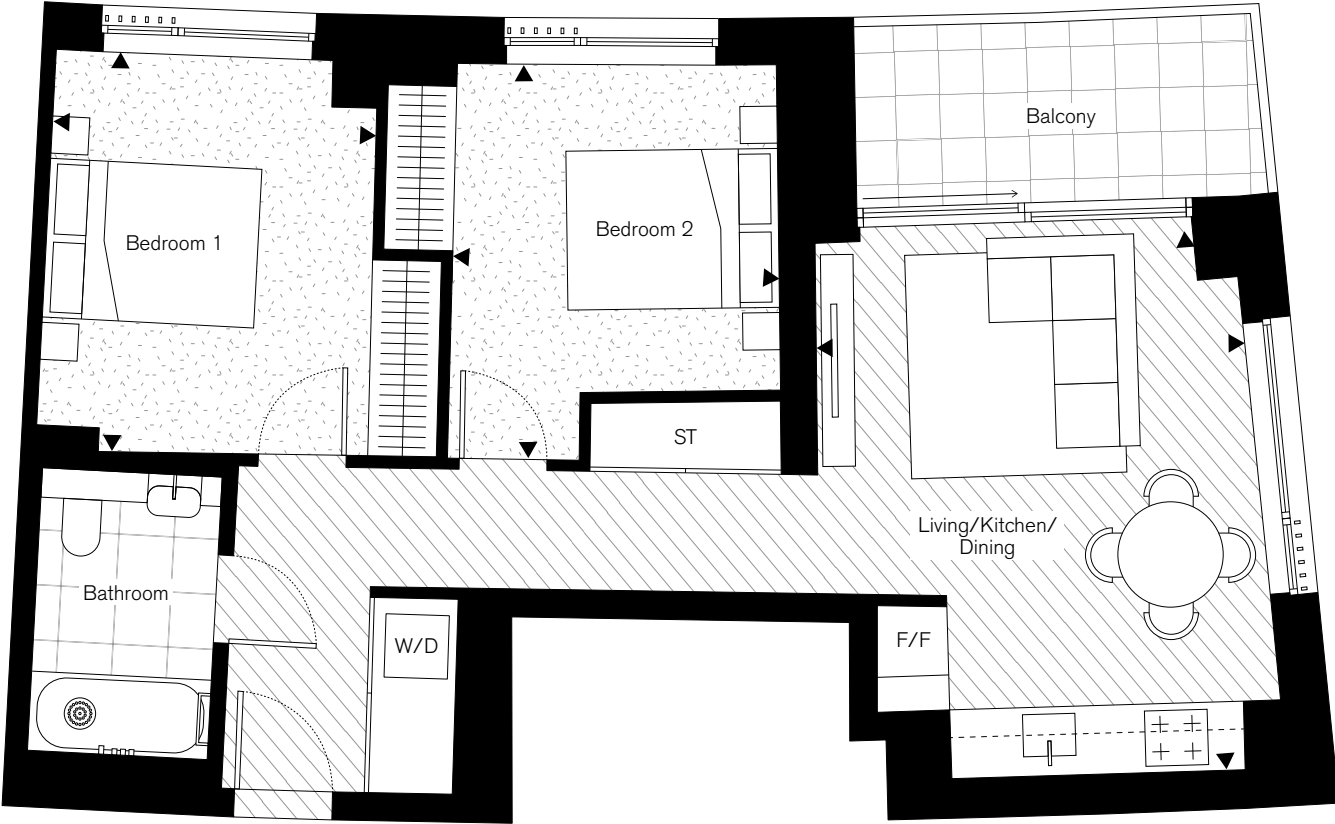 Balcony
Bedroom 1
Bedroom 2
ST
Living/Kitchen/
Dining
Bathroom
W/D
F/F